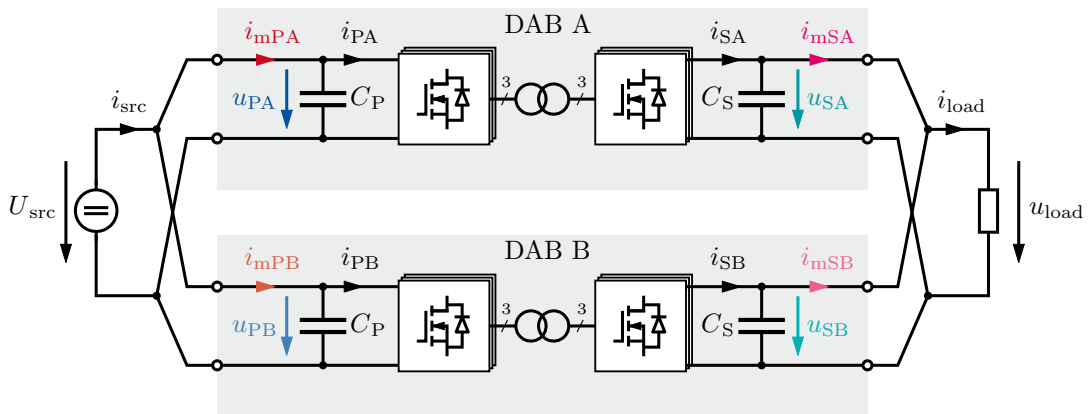 DAB A
i_mPA i_PA i_SA i_mSA
3 3
u_PA C_P C_S u_SA
i_src i_load
U_src u_load
DAB B
i_mPB i_PB i_SB i_mSB
3 3
u_PB C_P C_S u_SB